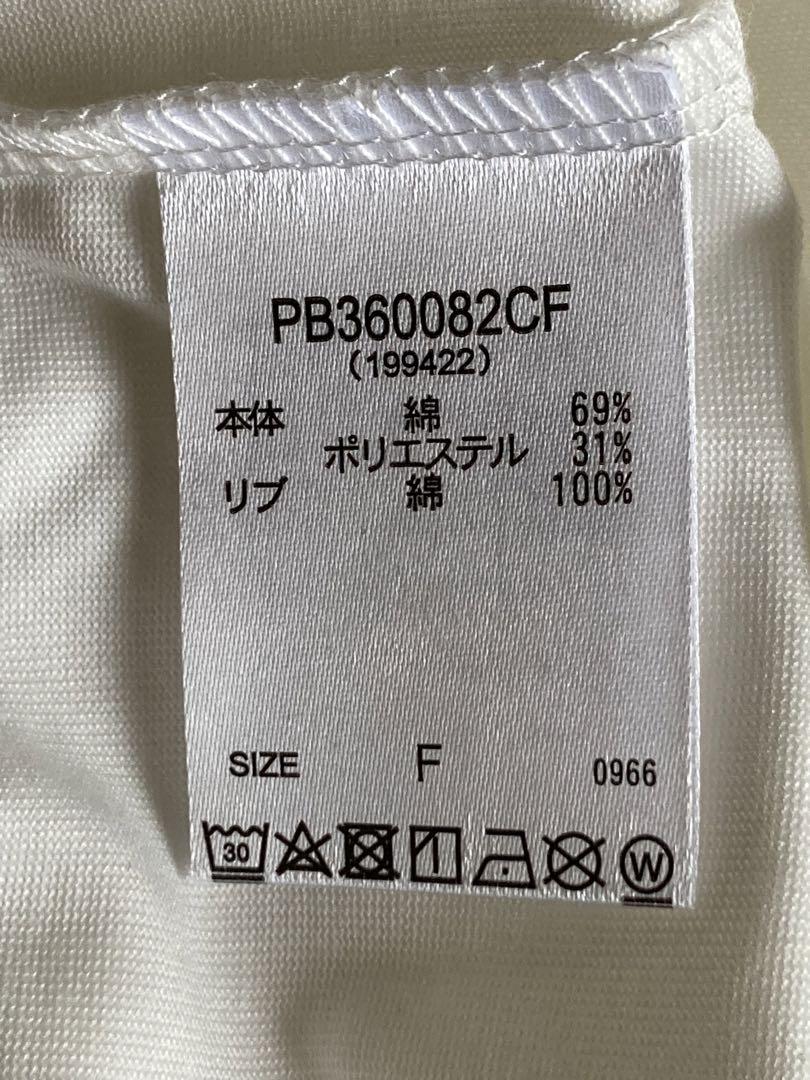 PB360082CF
(199422)
本体 綿 69%
ポリエステル 31%
リブ 綿 100%
SIZE F 0966
30 W